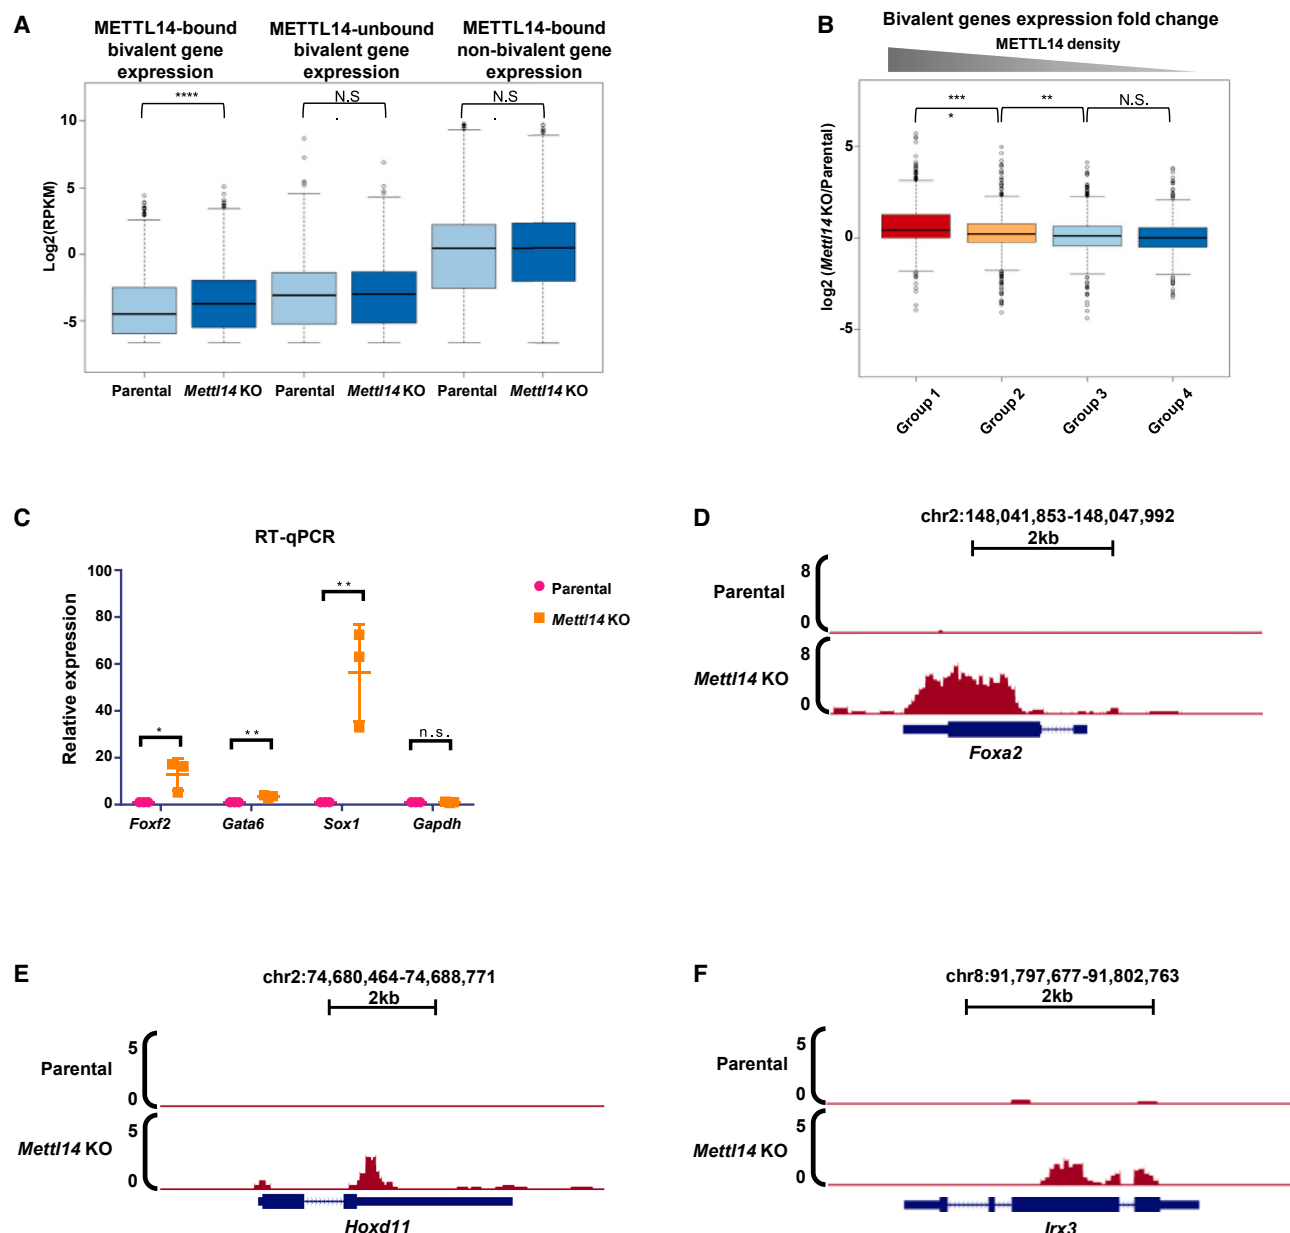 A
METTL14-bound
bivalent gene
expression
METTL14-unbound
bivalent gene
expression
METTL14-bound
non-bivalent gene
expression
****
N.S
.
N.S
Log2(RPKM)
10
5
0
-5
Parental
Mettl14 KO
Parental
Mettl14 KO
Parental
Mettl14 KO
B
Bivalent genes expression fold change
METTL14 density
***
*
**
N.S.
log2 (Mettl14 KO/Parental)
5
0
-5
Group 1
Group 2
Group 3
Group 4
C
RT-qPCR
Relative expression
100
80
60
40
20
0
*
**
**
n.s.
Parental
Mettl14 KO
Foxf2
Gata6
Sox1
Gapdh
D
chr2:148,041,853-148,047,992
2kb
Parental
8
0
Mettl14 KO
8
0
Foxa2
E
chr2:74,680,464-74,688,771
2kb
Parental
5
0
Mettl14 KO
5
0
Hoxd11
F
chr8:91,797,677-91,802,763
2kb
Parental
5
0
Mettl14 KO
5
0
Irx3